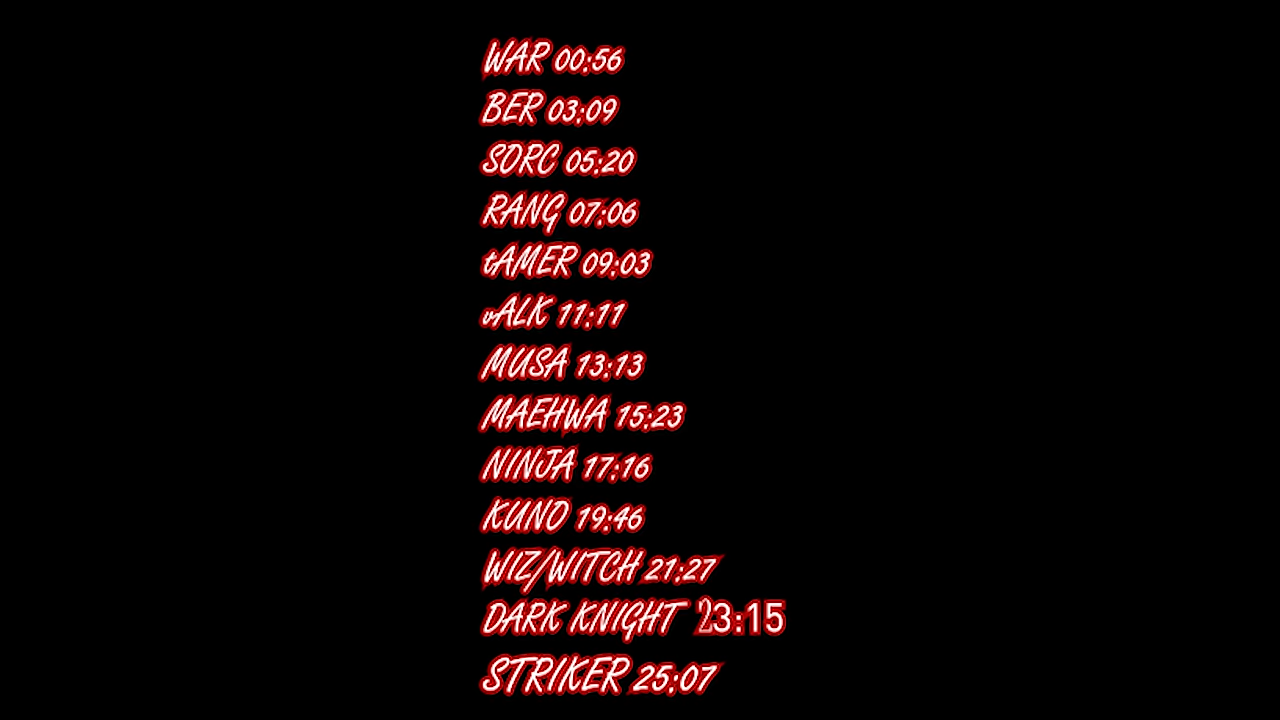 WAR 00:56
BER 03:09
SORC 05:20
RANG 07:06
tAMER 09:03
vALK 11:11
MUSA 13:13
MAEHWA 15:23
NINJA 17:16
KUNO 19:46
WIZ/WITCH 21:27
DARK KNIGHT 23:15
STRIKER 25:07